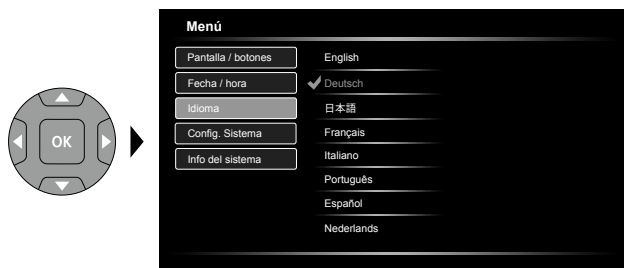 Menú
Pantalla / botones
Fecha / hora
Idioma
Config. Sistema
Info del sistema
English
Deutsch
日本語
Français
Italiano
Português
Español
Nederlands
OK